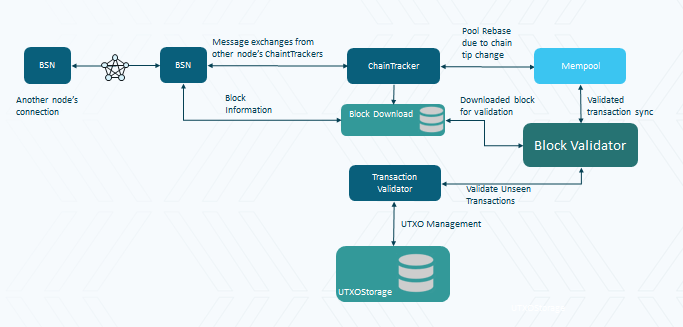 Message exchanges from
other node's ChaintTrackers
Pool Rebase
due to chain
tip change
BSN
BSN
ChainTracker
Mempool
Another node's
connection
Block
Information
Block Download
Downloaded block
for validation
Validated
transaction sync
Block Validator
Transaction
Validator
Validate Unseen
Transactions
UTXO Management
UTXOStorage